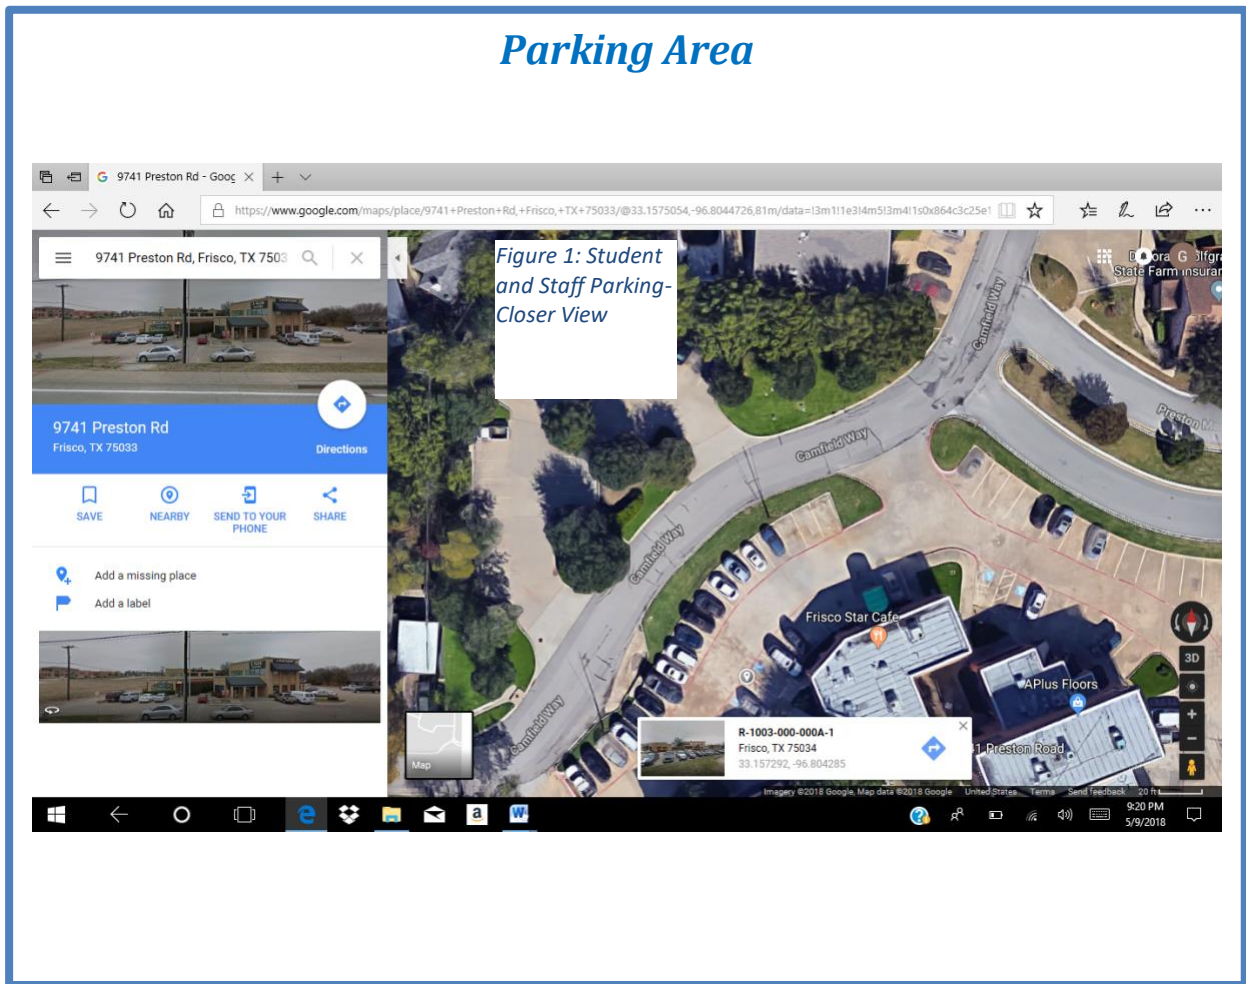 Parking Area
9741 Preston Rd - Goog
https://www.google.com/maps/place/9741+Preston+Rd,+Frisco,+TX+75033/@33.1575054,-96.8044726,81m/data=!3m1!1e3!4m5!3m4!1s0x864c3c25e1
9741 Preston Rd, Frisco, TX 7503
Figure 1: Student
and Staff Parking-
Closer View
G
State Farm Insurar
Camfield Way
Preston
Camfield Way
9741 Preston Rd
Frisco, TX 75033
Directions
SAVE
NEARBY
SEND TO YOUR
PHONE
SHARE
Camfield Way
Add a missing place
Add a label
Frisco Star Cafe
3D
APlus Floors
Camfield Way
R-1003-000-000A-1
Frisco, TX 75034
33.157292, -96.804285
1 Preston Road
Map
Imagery ©2018 Google, Map data ©2018 Google United States Terms Send feedback 20 ft
9:20 PM
5/9/2018